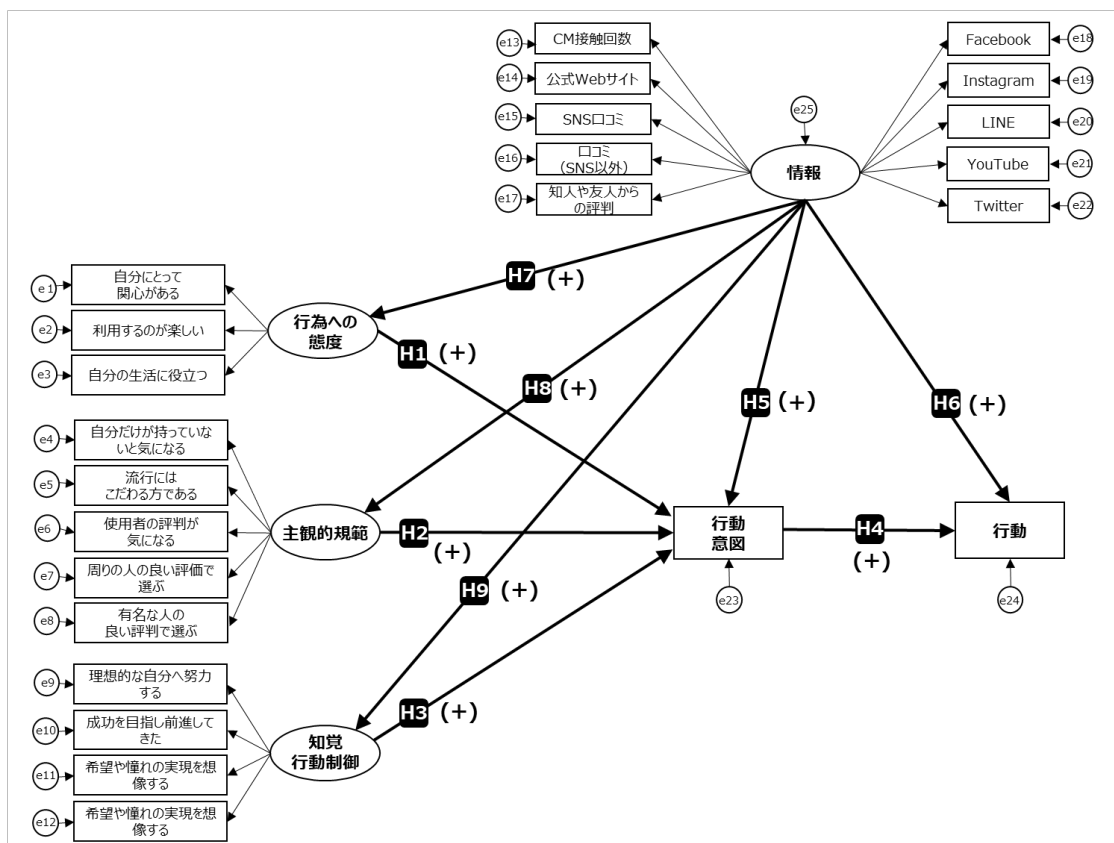 e13
CM接触回数
e14
公式Webサイト
e15
SNS口コミ
e16
口コミ
(SNS以外)
e17
知人や友人から
の評判
e25
情報
Facebook
e18
Instagram
e19
LINE
e20
YouTube
e21
Twitter
e22
H7 (+)
e1
自分にとって
関心がある
e2
利用するのが楽しい
e3
自分の生活に役立つ
行為への
態度
H1 (+)
H8 (+)
H5 (+)
H6 (+)
e4
自分だけが持っていな
いと気になる
e5
流行には
こだわる方である
e6
使用者の評判が
気になる
e7
周りの人の良い評価で
選ぶ
e8
有名な人の
良い評判で選ぶ
主観的規範
H2
(+)
行動
意図
e23
H4
(+)
行動
e24
H9 (+)
e9
理想的な自分へ努力
する
e10
成功を目指し前進して
きた
e11
希望や憧れの実現を想
像する
e12
希望や憧れの実現を想
像する
知覚
行動制御
H3 (+)